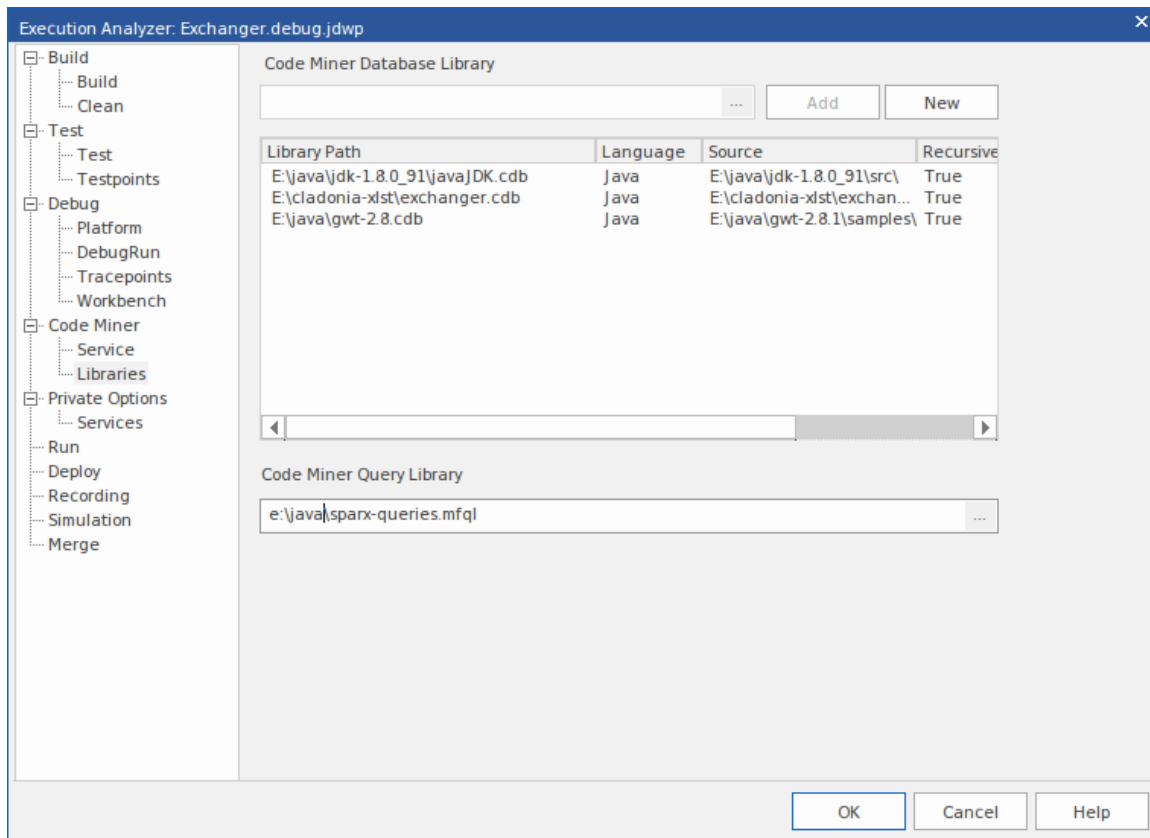 Execution Analyzer: Exchanger.debug.jdwp
Build
Build
Clean
Test
Test
Testpoints
Debug
Platform
DebugRun
Tracepoints
Workbench
Code Miner
Service
Libraries
Private Options
Services
Run
Deploy
Recording
Simulation
Merge
Code Miner Database Library
... Add New
Library Path Language Source Recursive
E:\java\jdk-1.8.0_91\javaJDK.cdb Java E:\java\jdk-1.8.0_91\src\ True
E:\cladonia-xlst\exchanger.cdb Java E:\cladonia-xlst\exchan... True
E:\java\gwt-2.8.cdb Java E:\java\gwt-2.8.1\samples\ True
Code Miner Query Library
e:\java\sparx-queries.mfql ...
OK Cancel Help